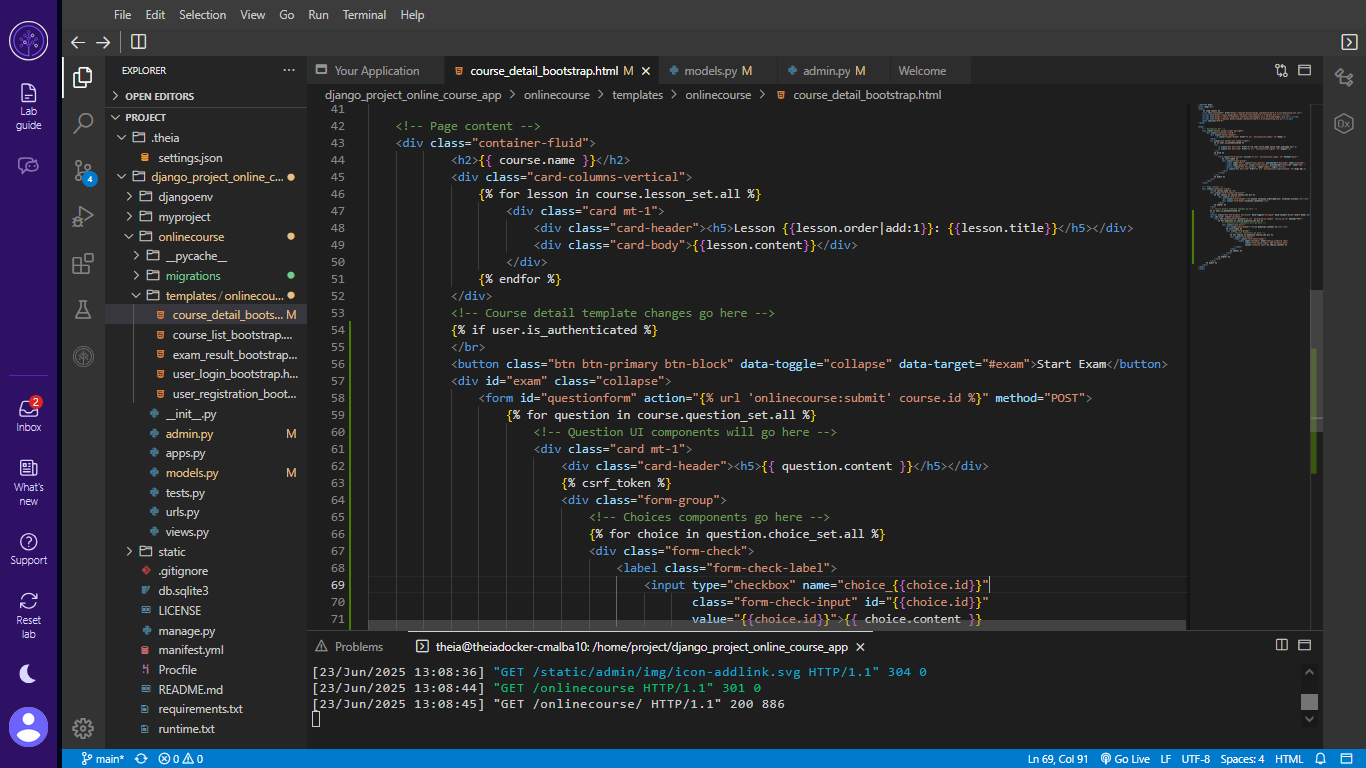 File Edit Selection View Go Run Terminal Help
Lab guide
EXPLORER
Your Application
course_detail_bootstrap.html M
models.py M
admin.py M
Welcome
OPEN EDITORS
django_project_online_course_app > onlinecourse > templates > onlinecourse > course_detail_bootstrap.html
PROJECT
.theia
settings.json
4
django_project_online_c...
djangoenv
myproject
onlinecourse
__pycache__
migrations
templates / onlinecou...
course_detail_boots... M
course_list_bootstrap....
exam_result_bootstrap...
user_login_bootstrap.h...
user_registration_boot...
__init__.py
admin.py M
apps.py
models.py M
tests.py
urls.py
views.py
static
.gitignore
db.sqlite3
LICENSE
manage.py
manifest.yml
Procfile
README.md
requirements.txt
runtime.txt
2
Inbox
What's new
Support
Reset lab
41
42 <!-- Page content -->
43 <div class="container-fluid">
44 <h2>{{ course.name }}</h2>
45 <div class="card-columns-vertical">
46 {% for lesson in course.lesson_set.all %}
47 <div class="card mt-1">
48 <div class="card-header"><h5>Lesson {{lesson.order|add:1}}: {{lesson.title}}</h5></div>
49 <div class="card-body">{{lesson.content}}</div>
50 </div>
51 {% endfor %}
52 </div>
53 <!-- Course detail template changes go here -->
54 {% if user.is_authenticated %}
55 </br>
56 <button class="btn btn-primary btn-block" data-toggle="collapse" data-target="#exam">Start Exam</button>
57 <div id="exam" class="collapse">
58 <form id="questionform" action="{% url 'onlinecourse:submit' course.id %}" method="POST">
59 {% for question in course.question_set.all %}
60 <!-- Question UI components will go here -->
61 <div class="card mt-1">
62 <div class="card-header"><h5>{{ question.content }}</h5></div>
63 {% csrf_token %}
64 <div class="form-group">
65 <!-- Choices components go here -->
66 {% for choice in question.choice_set.all %}
67 <div class="form-check">
68 <label class="form-check-label">
69 <input type="checkbox" name="choice_{{choice.id}}"
70 class="form-check-input" id="{{choice.id}}"
71 value="{{choice.id}}">{{ choice.content }}
Problems
theia@theiadocker-cmalba10: /home/project/django_project_online_course_app
[23/Jun/2025 13:08:36] "GET /static/admin/img/icon-addlink.svg HTTP/1.1" 304 0
[23/Jun/2025 13:08:44] "GET /onlinecourse HTTP/1.1" 301 0
[23/Jun/2025 13:08:45] "GET /onlinecourse/ HTTP/1.1" 200 886
main* 0 0 Ln 69, Col 91 Go Live LF UTF-8 Spaces: 4 HTML